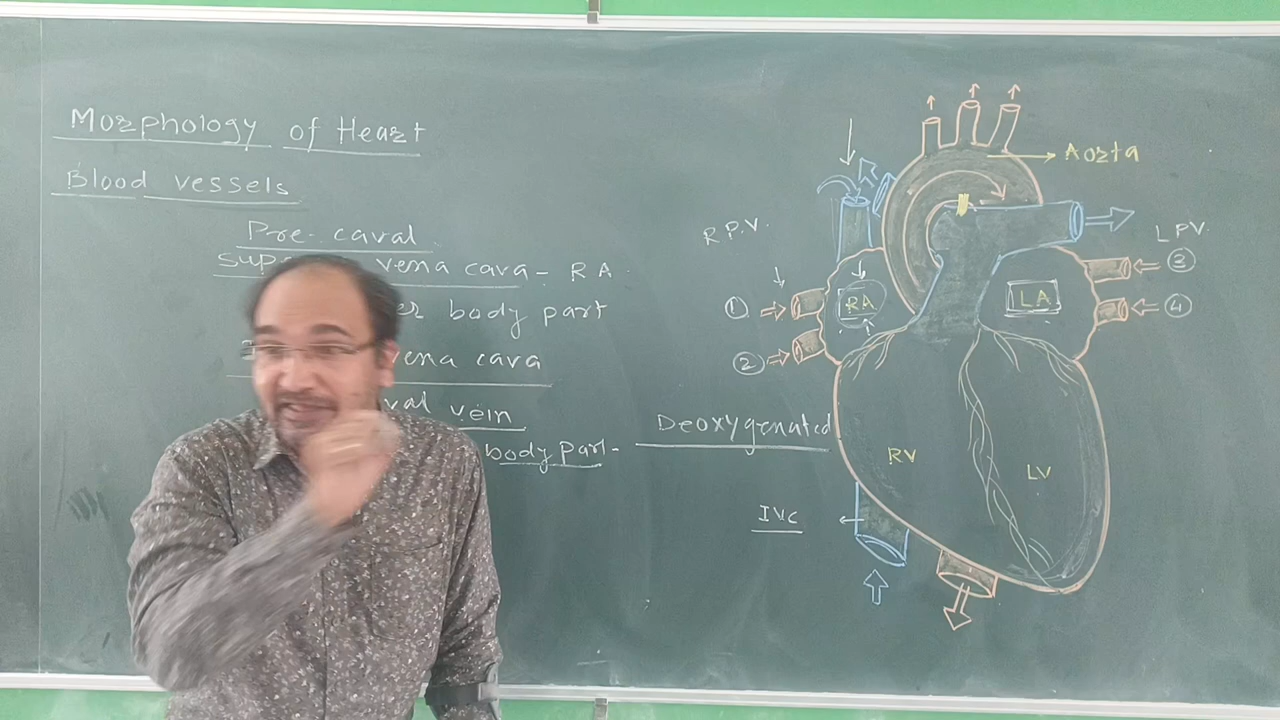 Morphology of Heart
Blood vessels
Pre-caval
vena cava - RA
body part
vena cava
vein
body part-
Deoxygenated
R.P.V.
1
2
RA
Aorta
LPV.
3
LA
4
RV
LV
IVC